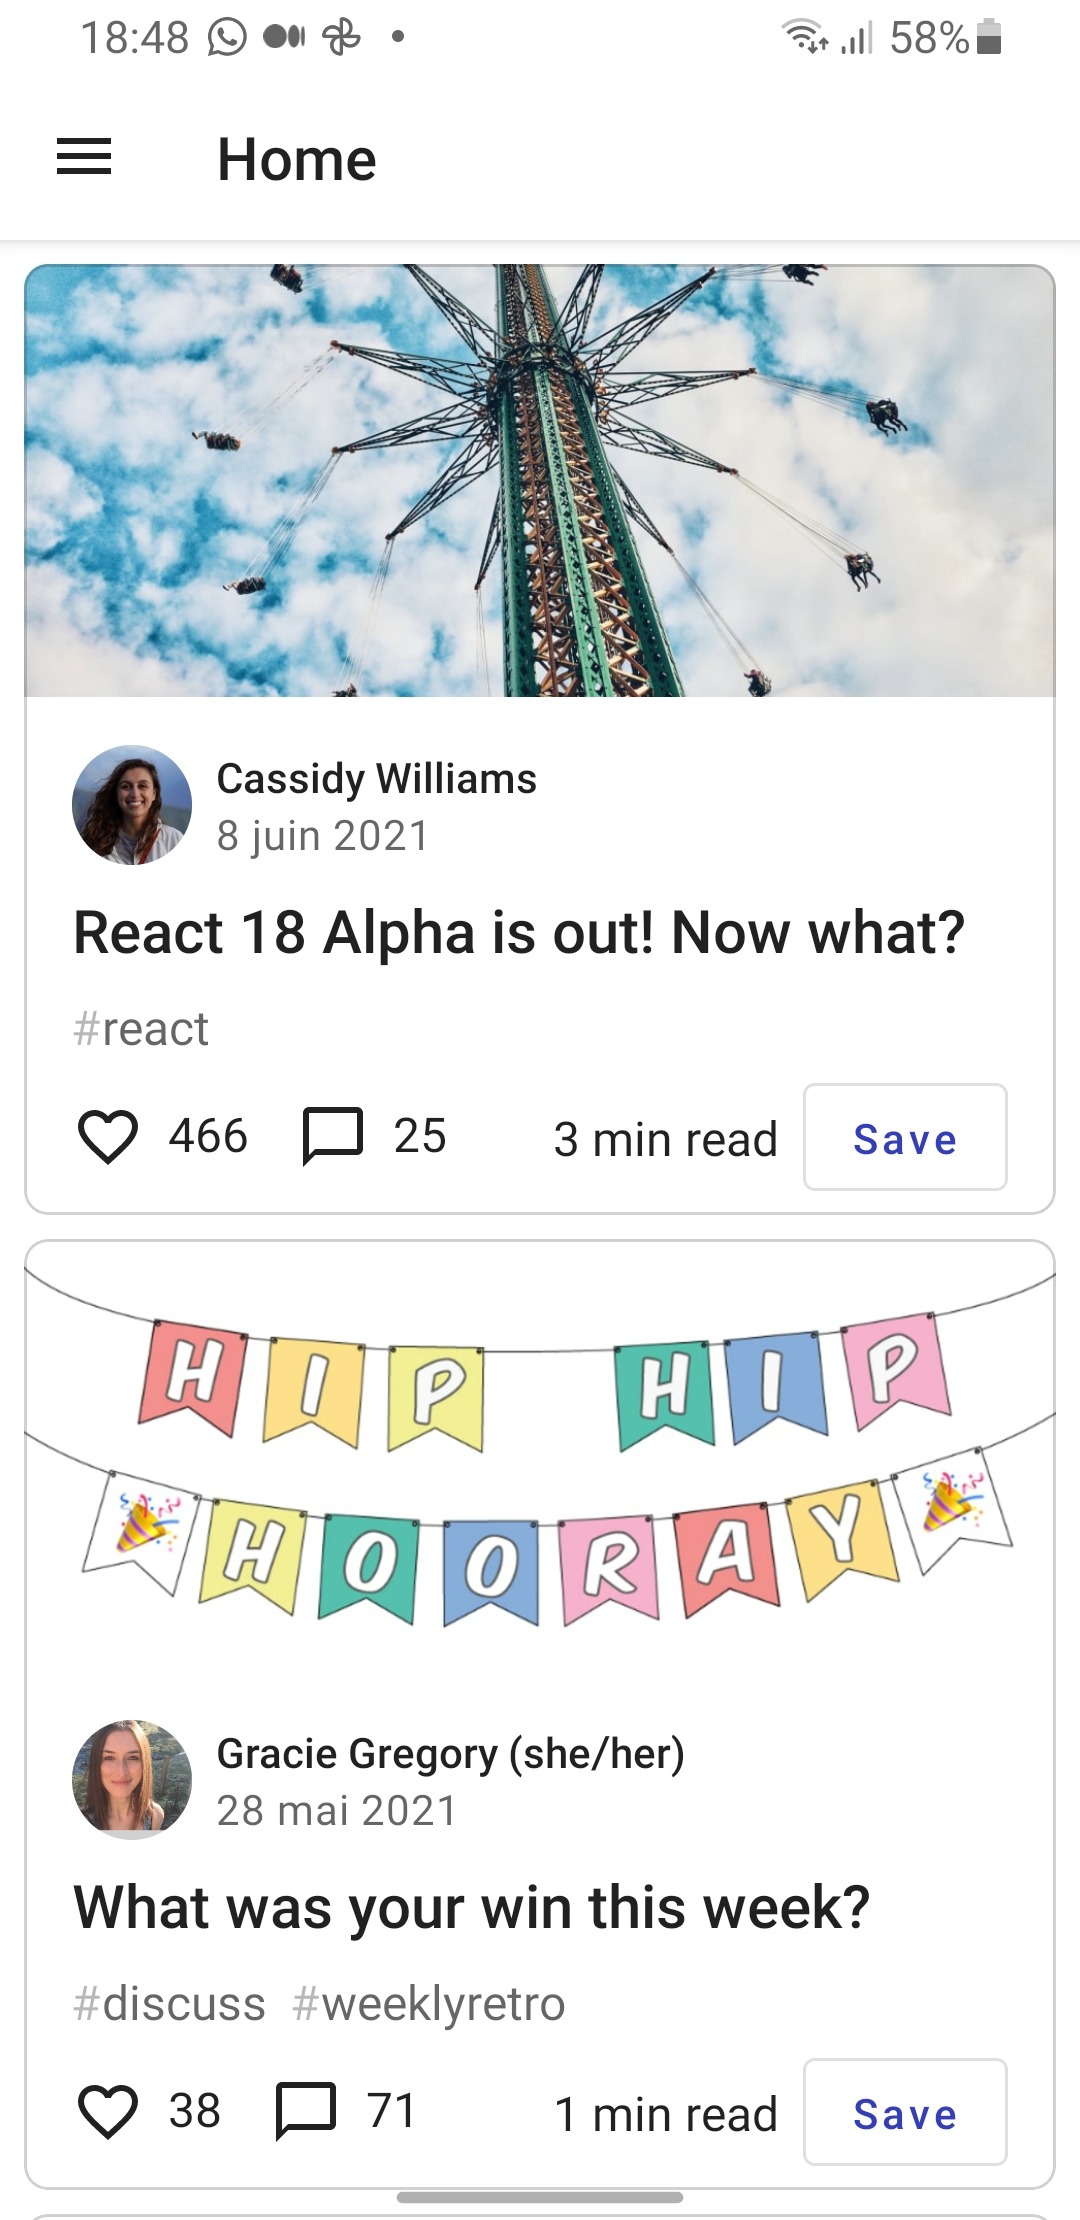 18:48 58%
Home
Cassidy Williams
8 juin 2021
React 18 Alpha is out! Now what?
#react
466 25 3 min read Save
HIP HIP
HOORAY
Gracie Gregory (she/her)
28 mai 2021
What was your win this week?
#discuss #weeklyretro
38 71 1 min read Save